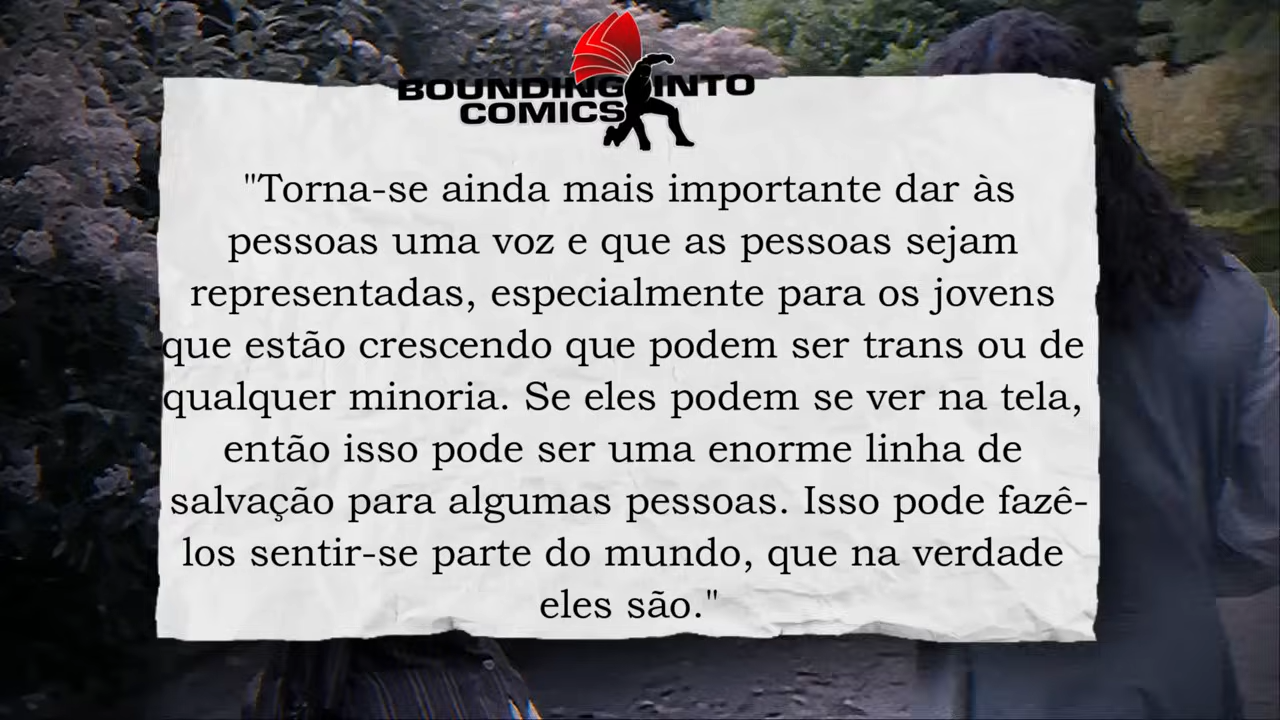 BOUNDING INTO
COMICS
"Torna-se ainda mais importante dar às
pessoas uma voz e que as pessoas sejam
representadas, especialmente para os jovens
que estão crescendo que podem ser trans ou de
qualquer minoria. Se eles podem se ver na tela,
então isso pode ser uma enorme linha de
salvação para algumas pessoas. Isso pode fazê-
los sentir-se parte do mundo, que na verdade
eles são."